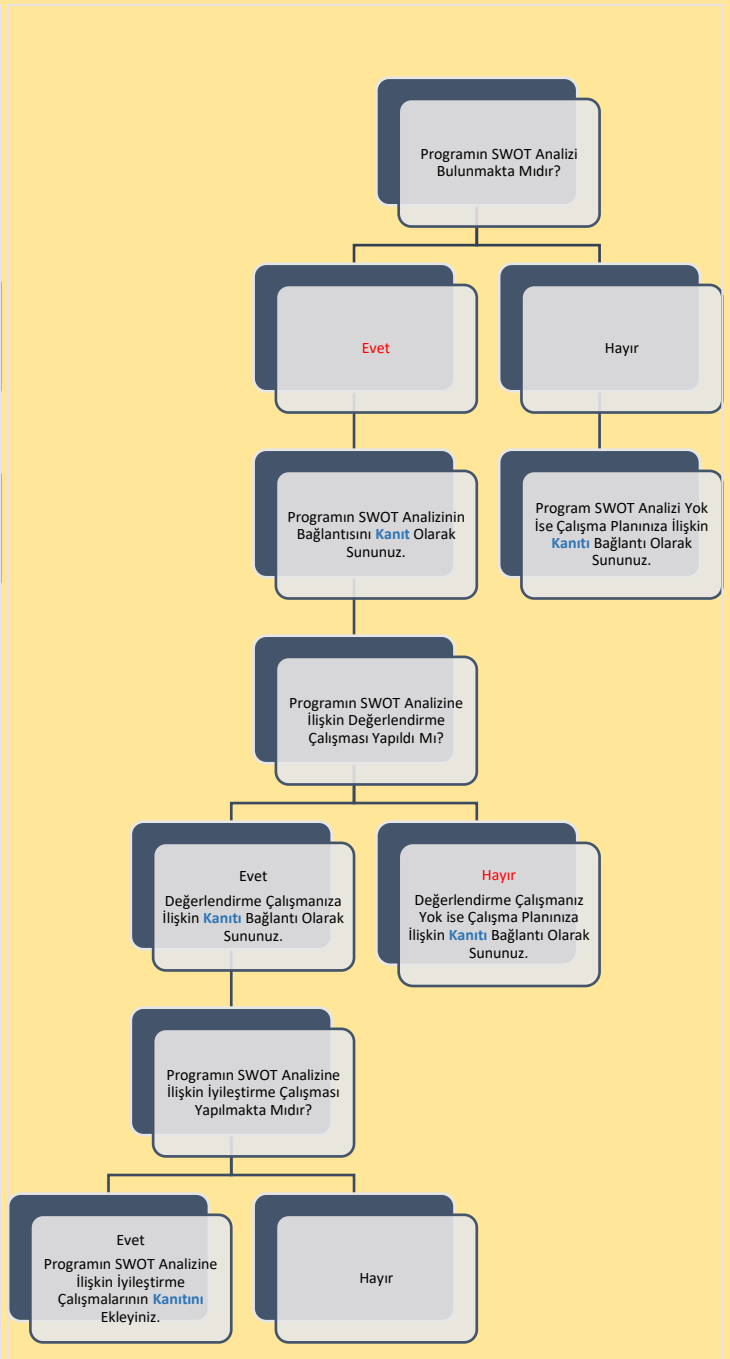 Programın SWOT Analizi
Bulunmakta Mıdır?
Evet
Hayır
Programın SWOT Analizinin
Bağlantısını Kanıt Olarak
Sununuz.
Program SWOT Analizi Yok
İse Çalışma Planınıza İlişkin
Kanıtı Bağlantı Olarak
Sununuz.
Programın SWOT Analizine
İlişkin Değerlendirme
Çalışması Yapıldı Mı?
Evet
Değerlendirme Çalışmanıza
İlişkin Kanıtı Bağlantı Olarak
Sununuz.
Hayır
Değerlendirme Çalışmanız
Yok ise Çalışma Planınıza
İlişkin Kanıtı Bağlantı Olarak
Sununuz.
Programın SWOT Analizine
İlişkin İyileştirme Çalışması
Yapılmakta Mıdır?
Evet
Programın SWOT Analizine
İlişkin İyileştirme
Çalışmalarının Kanıtını
Ekleyiniz.
Hayır